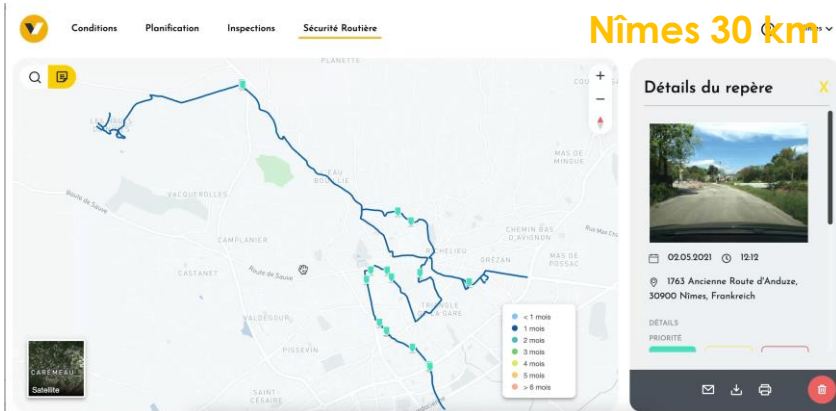 Conditions Planification Inspections Sécurité Routière
Nîmes 30 km
PLANETTE
MAS DE
MINGUE
EAU
BOUILLIE
VACQUEROLLES
Route de Sauve
CAMPLANIER
CHEMIN BAS
D'AVIGNON
RICHELIEU
GRÉZAN
MAS DE
POSSAC
CASTANET
Route de Sauve
TRIANGLE
DE LA GARE
VALDEGOUR
PISSEVIN
SAINT-
CÉSAIRE
CAREMEAU
Satellite
< 1 mois
1 mois
2 mois
3 mois
4 mois
5 mois
> 6 mois
Détails du repère X
02.05.2021 12:12
1763 Ancienne Route d'Anduze,
30900 Nîmes, Frankreich
DÉTAILS
PRIORITÉ